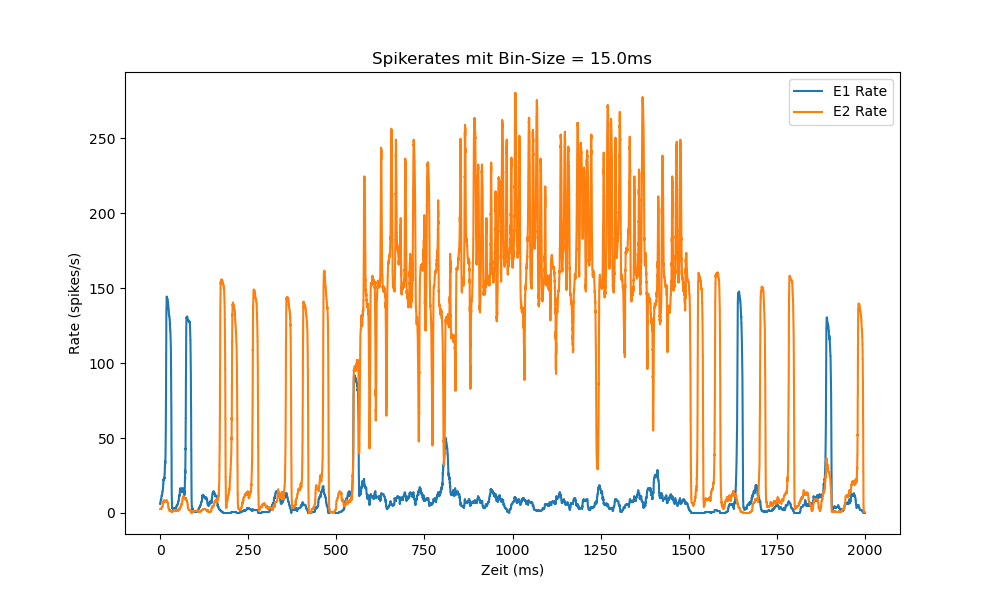 Spikerates mit Bin-Size = 15.0ms
E1 Rate
E2 Rate
Rate (spikes/s)
250
200
150
100
50
0
0 250 500 750 1000 1250 1500 1750 2000
Zeit (ms)